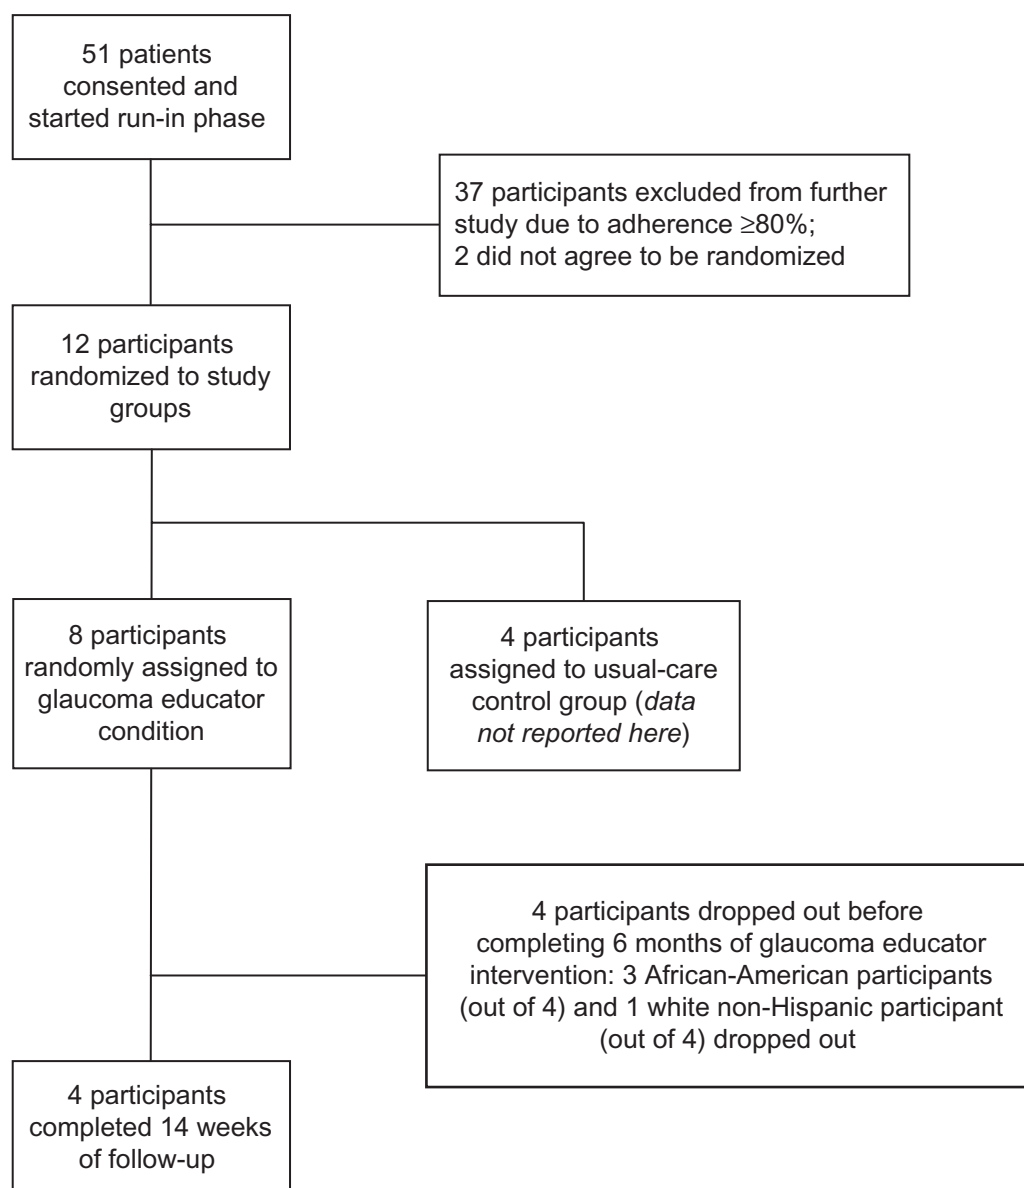 51 patients
consented and
started run-in phase
37 participants excluded from further
study due to adherence ≥80%;
2 did not agree to be randomized
12 participants
randomized to study
groups
8 participants
randomly assigned to
glaucoma educator
condition
4 participants
assigned to usual-care
control group (data
not reported here)
4 participants dropped out before
completing 6 months of glaucoma educator
intervention: 3 African-American participants
(out of 4) and 1 white non-Hispanic participant
(out of 4) dropped out
4 participants
completed 14 weeks
of follow-up